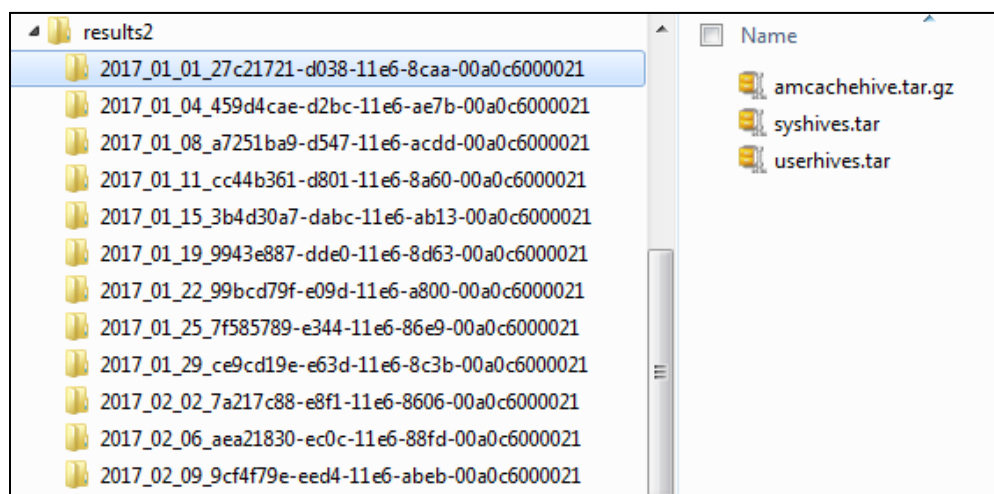 results2
2017_01_01_27c21721-d038-11e6-8caa-00a0c6000021
2017_01_04_459d4cae-d2bc-11e6-ae7b-00a0c6000021
2017_01_08_a7251ba9-d547-11e6-acdd-00a0c6000021
2017_01_11_cc44b361-d801-11e6-8a60-00a0c6000021
2017_01_15_3b4d30a7-dabc-11e6-ab13-00a0c6000021
2017_01_19_9943e887-dde0-11e6-8d63-00a0c6000021
2017_01_22_99bcd79f-e09d-11e6-a800-00a0c6000021
2017_01_25_7f585789-e344-11e6-86e9-00a0c6000021
2017_01_29_ce9cd19e-e63d-11e6-8c3b-00a0c6000021
2017_02_02_7a217c88-e8f1-11e6-8606-00a0c6000021
2017_02_06_aea21830-ec0c-11e6-88fd-00a0c6000021
2017_02_09_9cf4f79e-eed4-11e6-abeb-00a0c6000021
Name
amcachehive.tar.gz
syshives.tar
userhives.tar